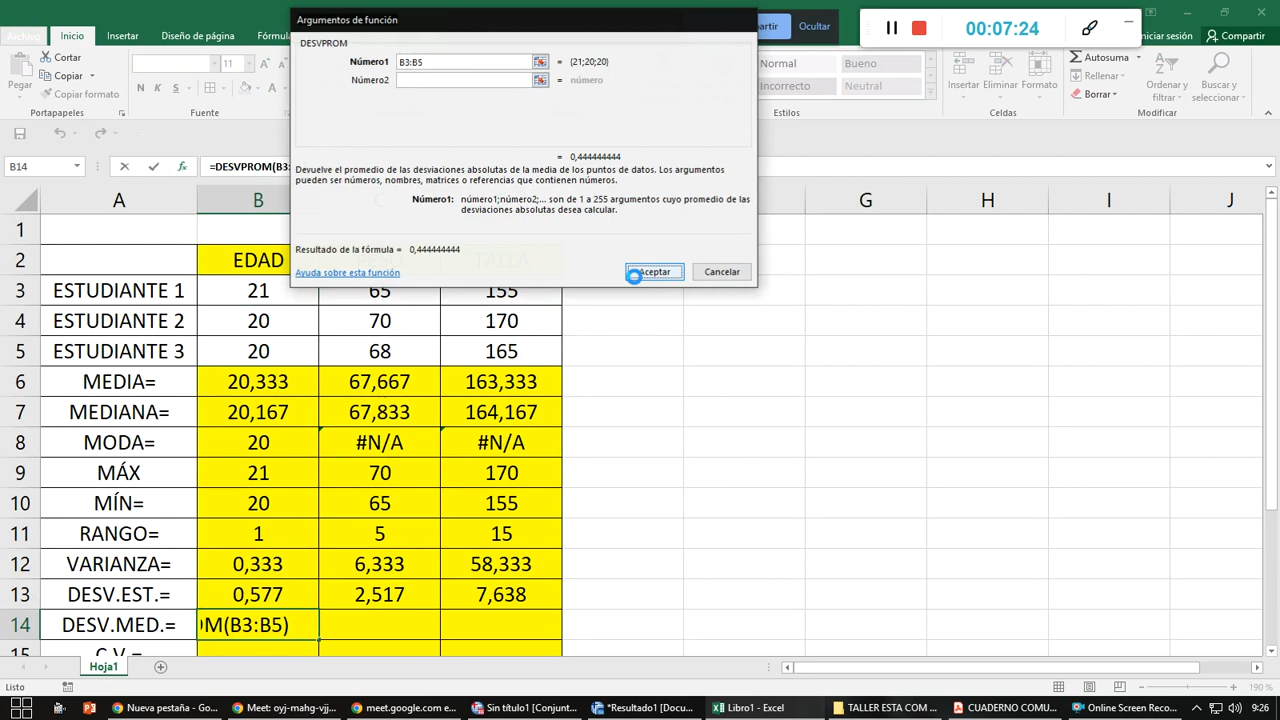 Argumentos de función
DESVPROM
Número1 B3:B5 = {21;20;20}
Número2 = número
= 0,444444444
Devuelve el promedio de las desviaciones absolutas de la media de los puntos de datos. Los argumentos
pueden ser números, nombres, matrices o referencias que contienen números.
Número1: número1;número2;... son de 1 a 255 argumentos cuyo promedio de las
desviaciones absolutas desea calcular.
Resultado de la fórmula = 0,444444444
Ayuda sobre esta función
Aceptar Cancelar
Ocultar
00:07:24
Archivo Inicio Insertar Diseño de página
Iniciar sesión Compartir
Cortar
Copiar
Copiar formato
Pegar
Portapapeles
11
N K S
Fuente
Normal Bueno
Incorrecto Neutral
Estilos
Insertar Eliminar Formato
Celdas
Autosuma
Rellenar
Borrar
Ordenar y
filtrar
Buscar y
seleccionar
Modificar
B14 =DESVPROM(B3:
A B C G H I J
1
2 EDAD PESO TALLA
3 ESTUDIANTE 1 21 65 155
4 ESTUDIANTE 2 20 70 170
5 ESTUDIANTE 3 20 68 165
6 MEDIA= 20,333 67,667 163,333
7 MEDIANA= 20,167 67,833 164,167
8 MODA= 20 #N/A #N/A
9 MÁX 21 70 170
10 MÍN= 20 65 155
11 RANGO= 1 5 15
12 VARIANZA= 0,333 6,333 58,333
13 DESV.EST.= 0,577 2,517 7,638
14 DESV.MED.= OM(B3:B5)
15 C.V.=
Hoja1
Listo
190 %
Nueva pestaña - Go...
Meet: oyj-mahg-vjj...
meet.google.com e...
Sin título1 [Conjunt...
*Resultado1 [Docu...
Libro1 - Excel
TALLER ESTA COM ...
CUADERNO COMU...
Online Screen Reco...
9:26